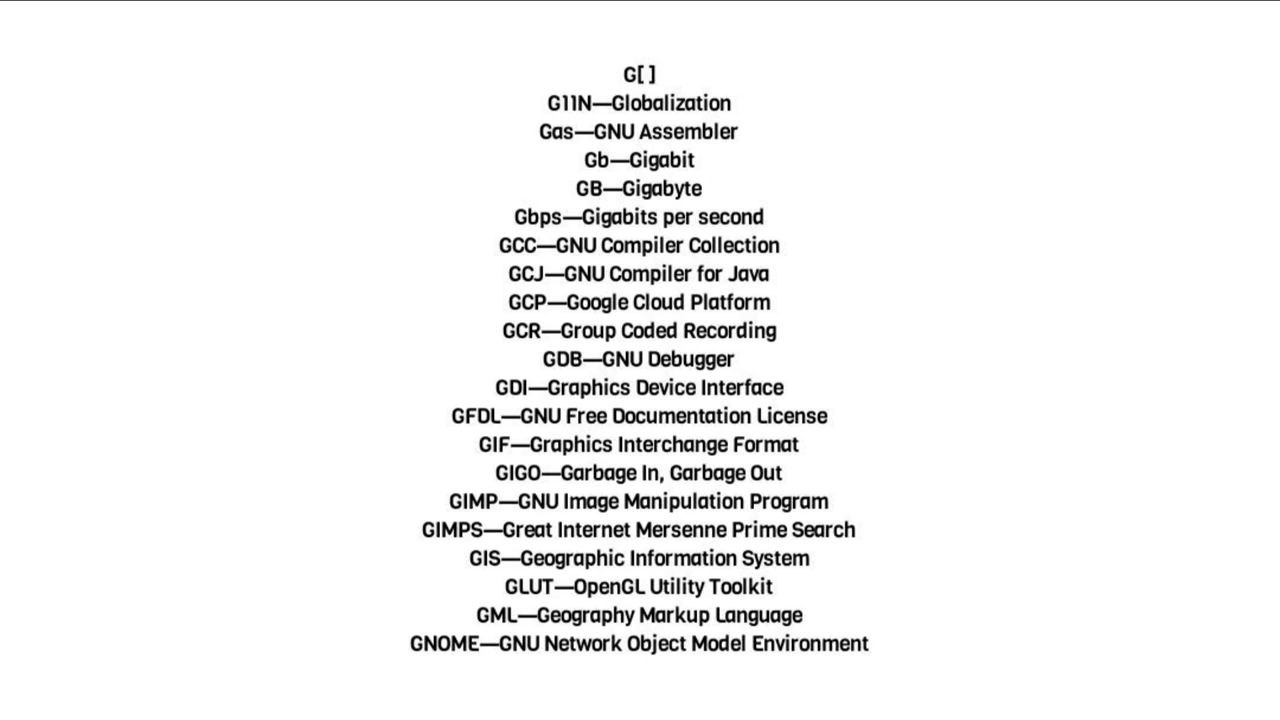 G[ ]
G11N—Globalization
Gas—GNU Assembler
Gb—Gigabit
GB—Gigabyte
Gbps—Gigabits per second
GCC—GNU Compiler Collection
GCJ—GNU Compiler for Java
GCP—Google Cloud Platform
GCR—Group Coded Recording
GDB—GNU Debugger
GDI—Graphics Device Interface
GFDL—GNU Free Documentation License
GIF—Graphics Interchange Format
GIGO—Garbage In, Garbage Out
GIMP—GNU Image Manipulation Program
GIMPS—Great Internet Mersenne Prime Search
GIS—Geographic Information System
GLUT—OpenGL Utility Toolkit
GML—Geography Markup Language
GNOME—GNU Network Object Model Environment